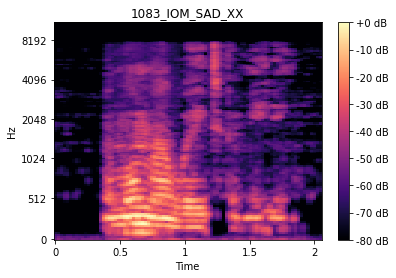 1083_IOM_SAD_XX
8192
4096
2048
1024
512
0
Hz
0
0.5
1
1.5
2
Time
+0 dB
-10 dB
-20 dB
-30 dB
-40 dB
-50 dB
-60 dB
-70 dB
-80 dB